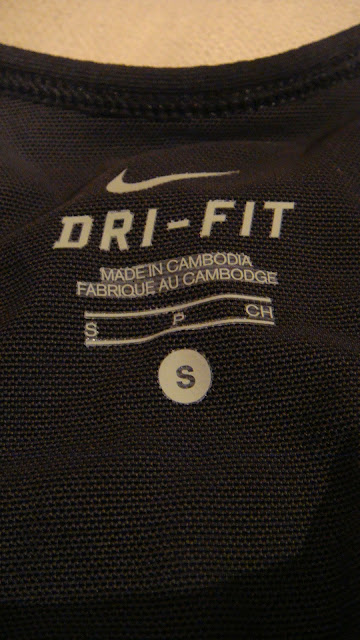 DRI-FIT
MADE IN CAMBODIA
FABRIQUE AU CAMBODGE
S P CH
S